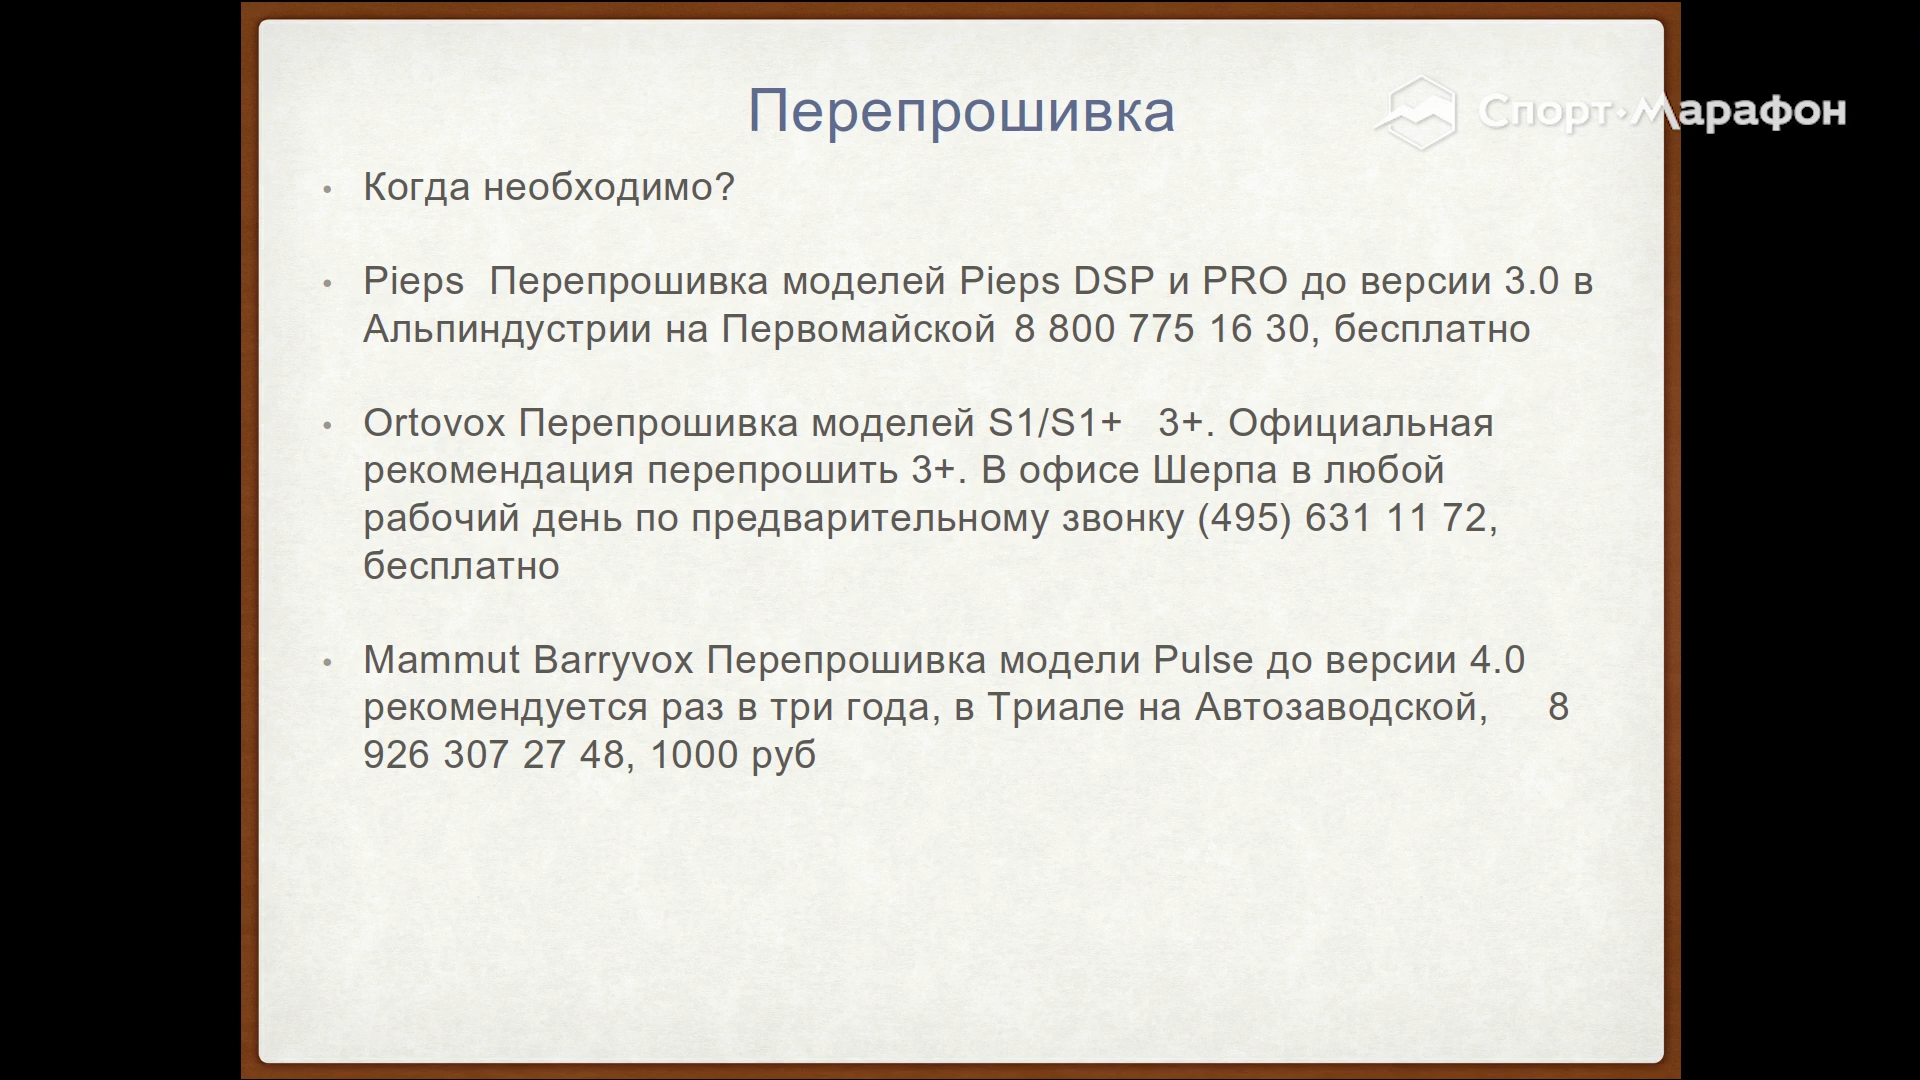 Перепрошивка
Спорт·Марафон
• Когда необходимо?
• Pieps  Перепрошивка моделей Pieps DSP и PRO до версии 3.0 в
Альпиндустрии на Первомайской 8 800 775 16 30, бесплатно
• Ortovox Перепрошивка моделей S1/S1+   3+. Официальная
рекомендация перепрошить 3+. В офисе Шерпа в любой
рабочий день по предварительному звонку (495) 631 11 72,
бесплатно
• Mammut Barryvox Перепрошивка модели Pulse до версии 4.0
рекомендуется раз в три года, в Триале на Автозаводской,     8
926 307 27 48, 1000 руб